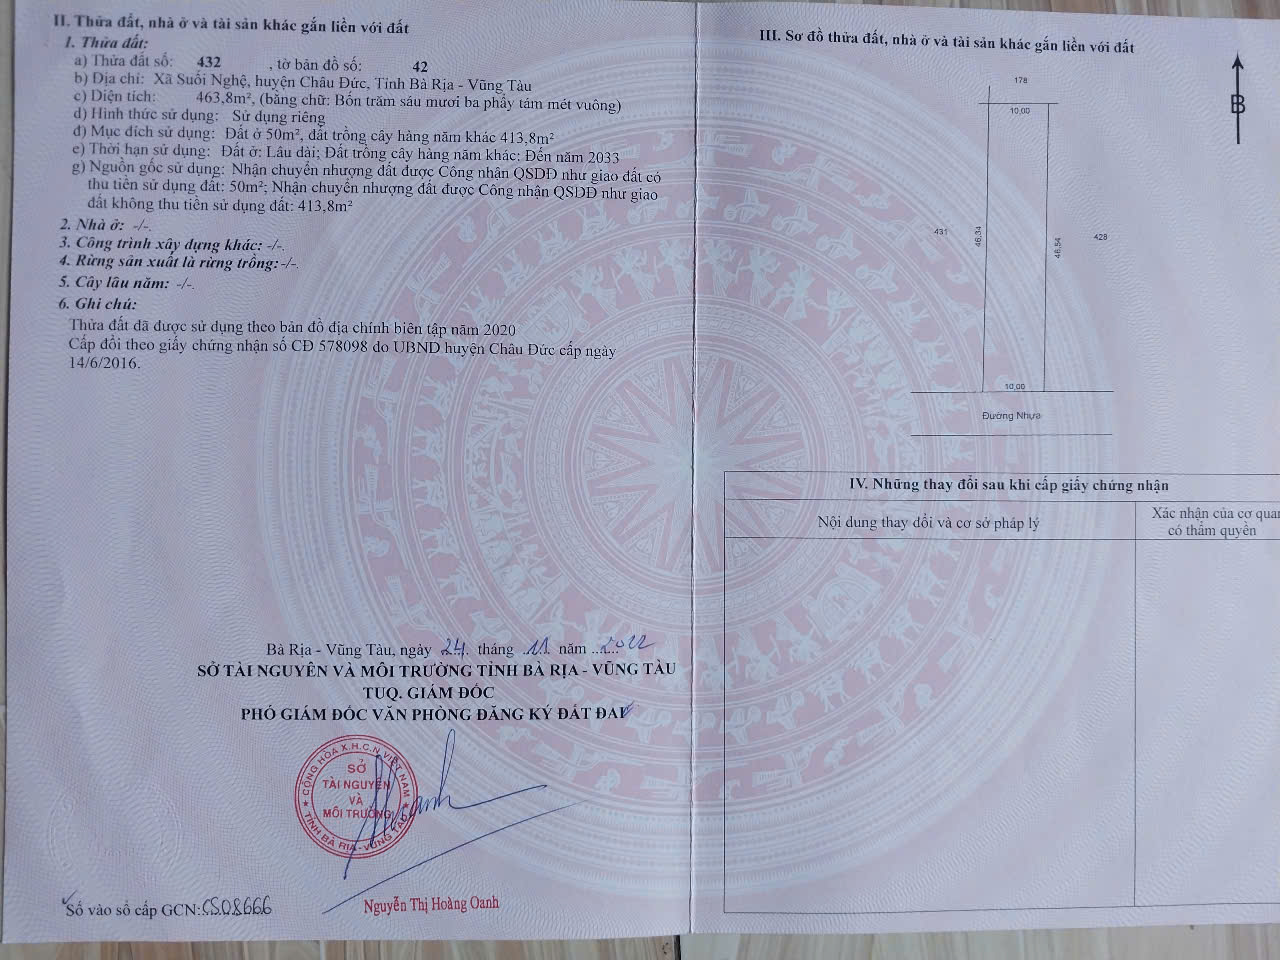 II. Thửa đất, nhà ở và tài sản khác gắn liền với đất
1. Thửa đất:
a) Thửa đất số: 432 , tờ bản đồ số: 42
b) Địa chỉ: Xã Suối Nghệ, huyện Châu Đức, Tỉnh Bà Rịa - Vũng Tàu
c) Diện tích: 463,8m², (bằng chữ: Bốn trăm sáu mươi ba phẩy tám mét vuông)
d) Hình thức sử dụng: Sử dụng riêng
đ) Mục đích sử dụng: Đất ở 50m², đất trồng cây hàng năm khác 413,8m²
e) Thời hạn sử dụng: Đất ở: Lâu dài; Đất trồng cây hàng năm khác: Đến năm 2033
g) Nguồn gốc sử dụng: Nhận chuyển nhượng đất được Công nhận QSDĐ như giao đất có
thu tiền sử dụng đất: 50m²; Nhận chuyển nhượng đất được Công nhận QSDĐ như giao
đất không thu tiền sử dụng đất: 413,8m²
2. Nhà ở: -/-.
3. Công trình xây dựng khác: -/-.
4. Rừng sản xuất là rừng trồng: -/-.
5. Cây lâu năm: -/-.
6. Ghi chú:
Thửa đất đã được sử dụng theo bản đồ địa chính biên tập năm 2020
Cấp đổi theo giấy chứng nhận số CĐ 578098 do UBND huyện Châu Đức cấp ngày
14/6/2016.
Bà Rịa - Vũng Tàu, ngày 24 tháng 11 năm 2022
SỞ TÀI NGUYÊN VÀ MÔI TRƯỜNG TỈNH BÀ RỊA - VŨNG TÀU
TUQ. GIÁM ĐỐC
PHÓ GIÁM ĐỐC VĂN PHÒNG ĐĂNG KÝ ĐẤT ĐAI
CỘNG HÒA X.H.C.N VIỆT NAM
SỞ
TÀI NGUYÊN
VÀ
MÔI TRƯỜNG
TỈNH BÀ RỊA - VŨNG TÀU
Nguyễn Thị Hoàng Oanh
Số vào sổ cấp GCN: CS08666
III. Sơ đồ thửa đất, nhà ở và tài sản khác gắn liền với đất
B
178
10,00
431
46,34
46,54
428
10,00
Đường Nhựa
IV. Những thay đổi sau khi cấp giấy chứng nhận
Nội dung thay đổi và cơ sở pháp lý
Xác nhận của cơ quan
có thẩm quyền